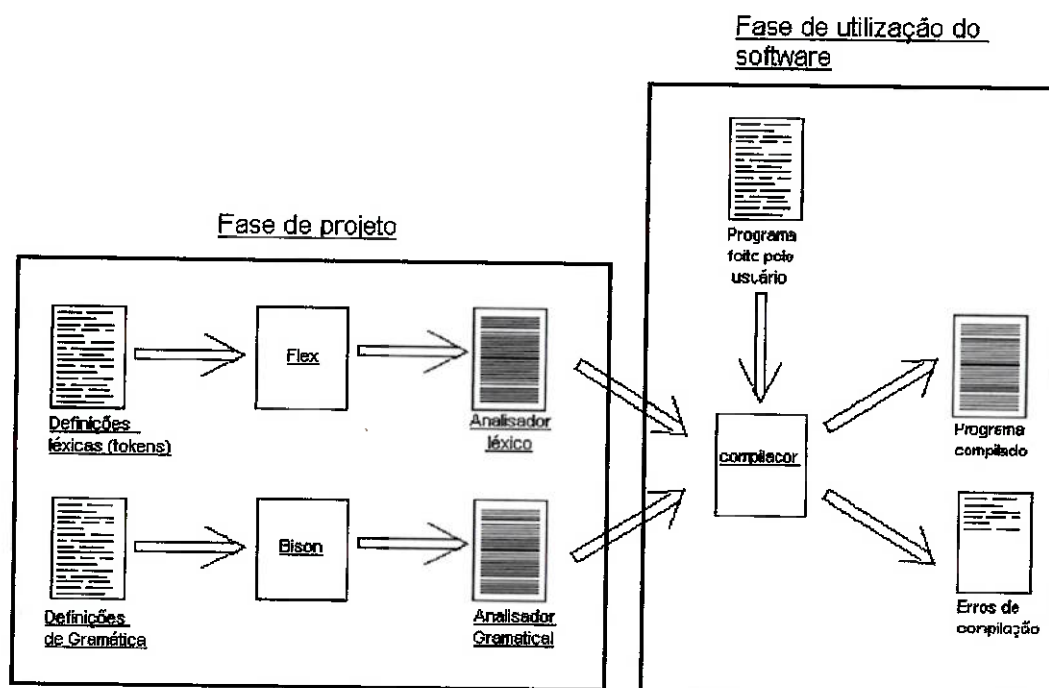 Fase de utilização do
software
Programa
feito pelo
usuário
Fase de projeto
Flex
Definições
léxicas (tokens)
Analisador
léxico
compilador
Programa
compilado
Bison
Definições
de Gramática
Analisador
Gramatical
Erros de
compilação